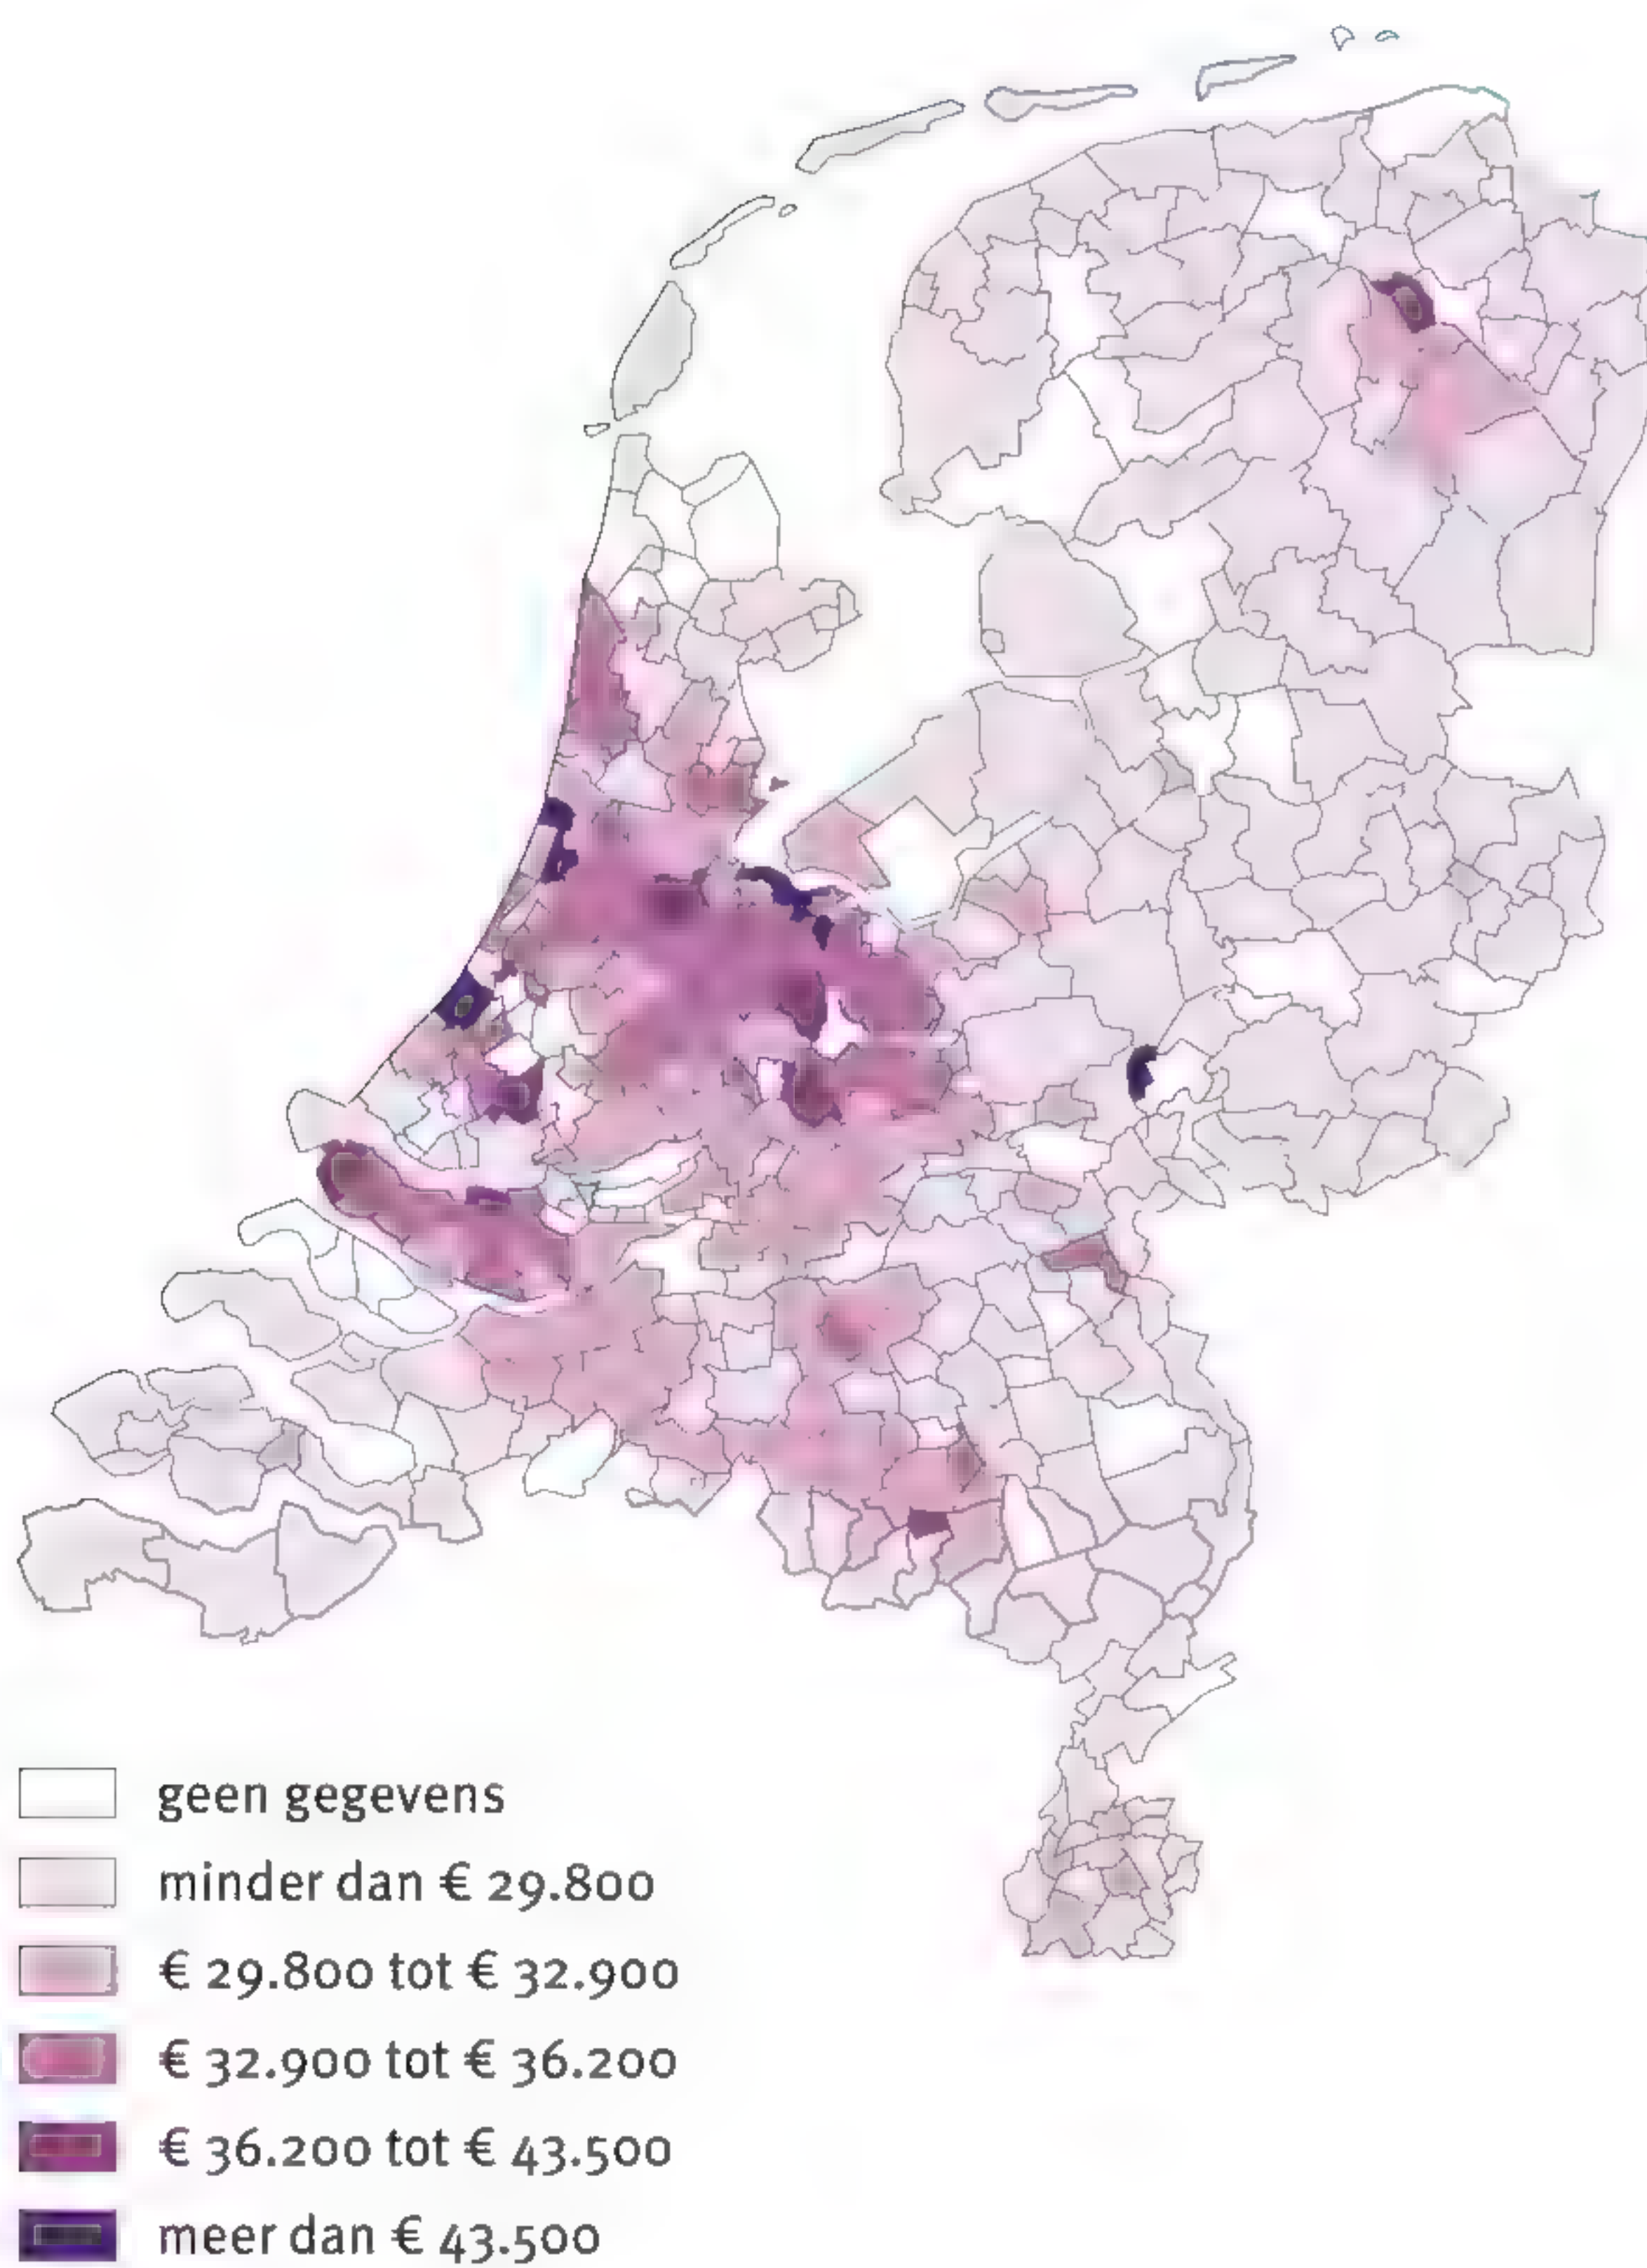 geen gegevens
minder dan € 29.800
€ 29.800 tot € 32.900
€ 32.900 tot € 36.200
€ 36.200 tot € 43.500
meer dan € 43.500